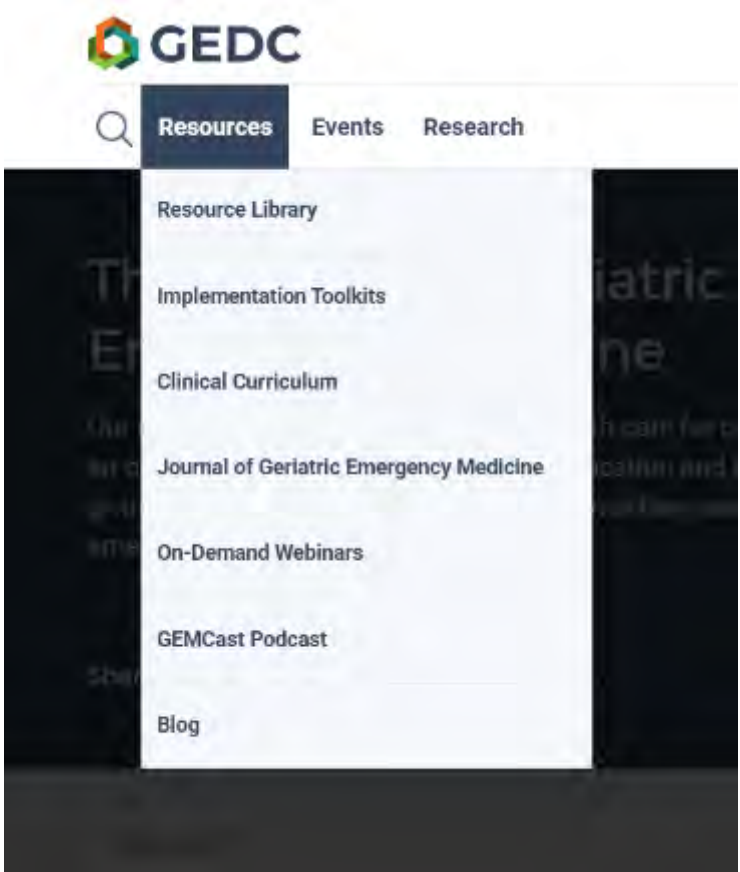 GEDC
Resources Events Research
Resource Library
Implementation Toolkits
Clinical Curriculum
Journal of Geriatric Emergency Medicine
On-Demand Webinars
GEMCast Podcast
Blog